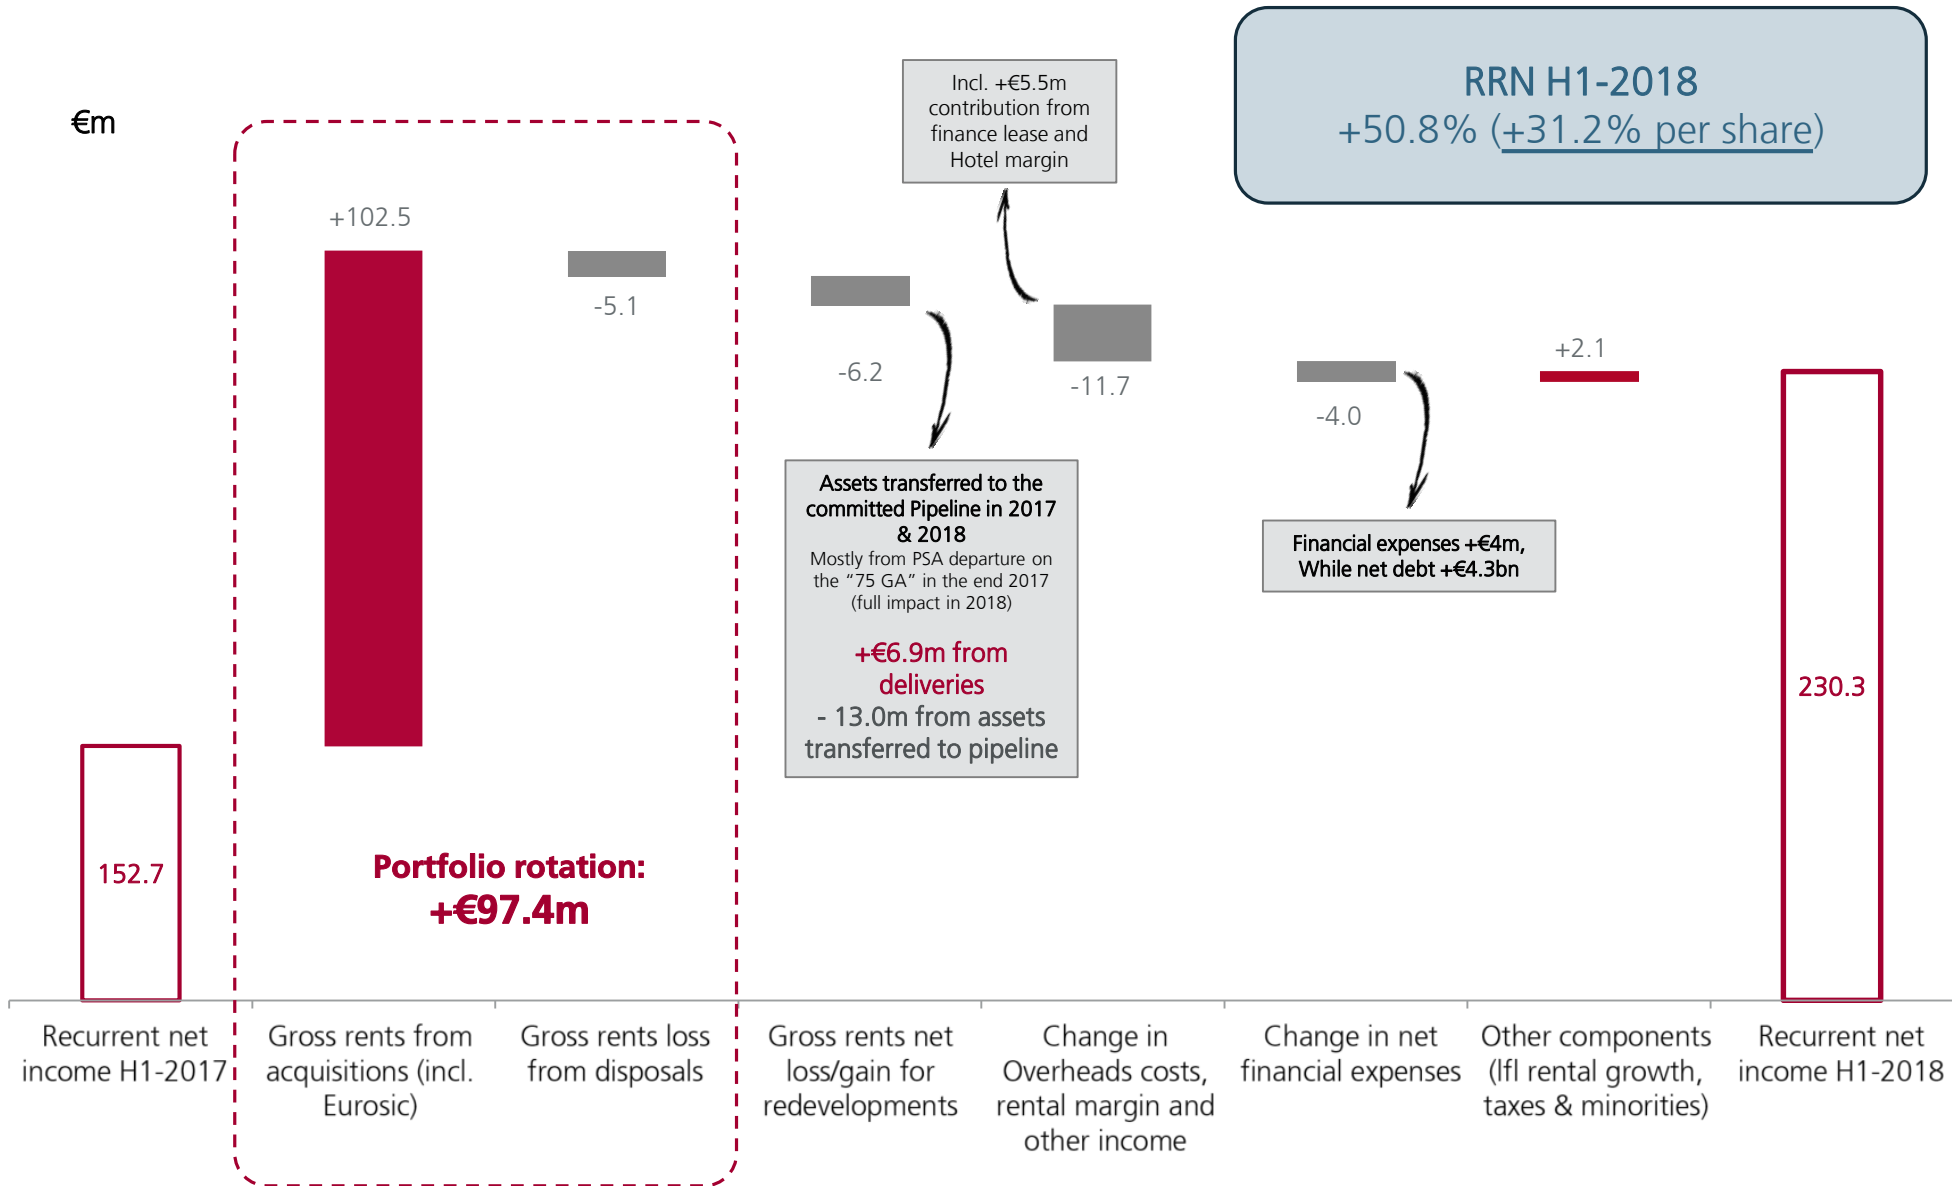 €m
RRN H1-2018
+50.8% (+31.2% per share)
Incl. +€5.5m
contribution from
finance lease and
Hotel margin
+102.5
-5.1
-6.2
-11.7
-4.0
+2.1
Assets transferred to the
committed Pipeline in 2017
& 2018
Mostly from PSA departure on
the “75 GA” in the end 2017
(full impact in 2018)
+€6.9m from
deliveries
- 13.0m from assets
transferred to pipeline
Financial expenses +€4m,
While net debt +€4.3bn
152.7
Portfolio rotation:
+€97.4m
230.3
Recurrent net
income H1-2017
Gross rents from
acquisitions (incl.
Eurosic)
Gross rents loss
from disposals
Gross rents net
loss/gain for
redevelopments
Change in
Overheads costs,
rental margin and
other income
Change in net
financial expenses
Other components
(lfl rental growth,
taxes & minorities)
Recurrent net
income H1-2018